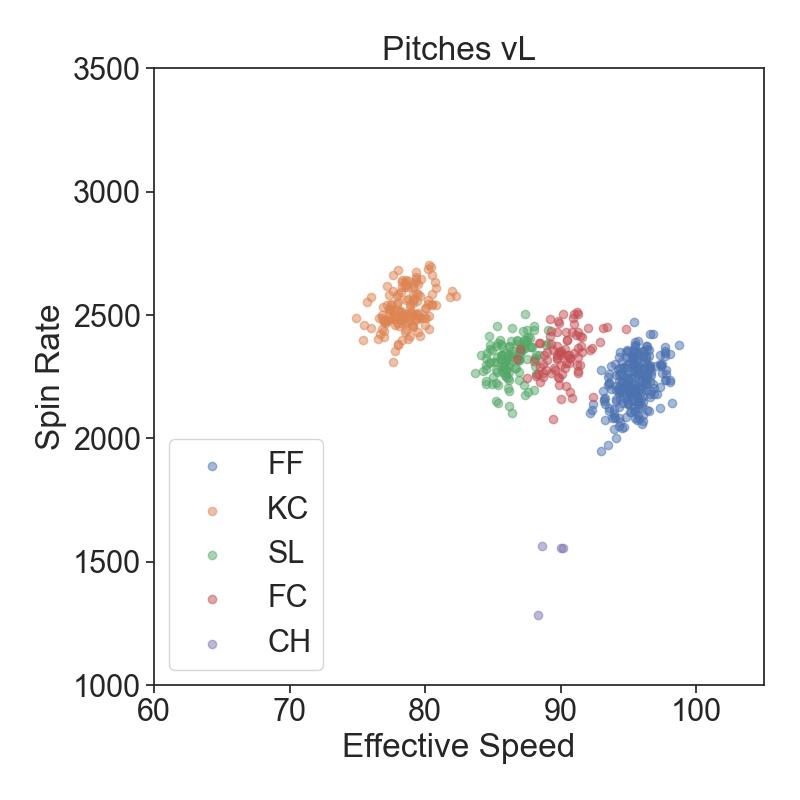 Pitches vL
3500
3000
2500
2000
1500
1000
Spin Rate
FF
KC
SL
FC
CH
60 70 80 90 100
Effective Speed